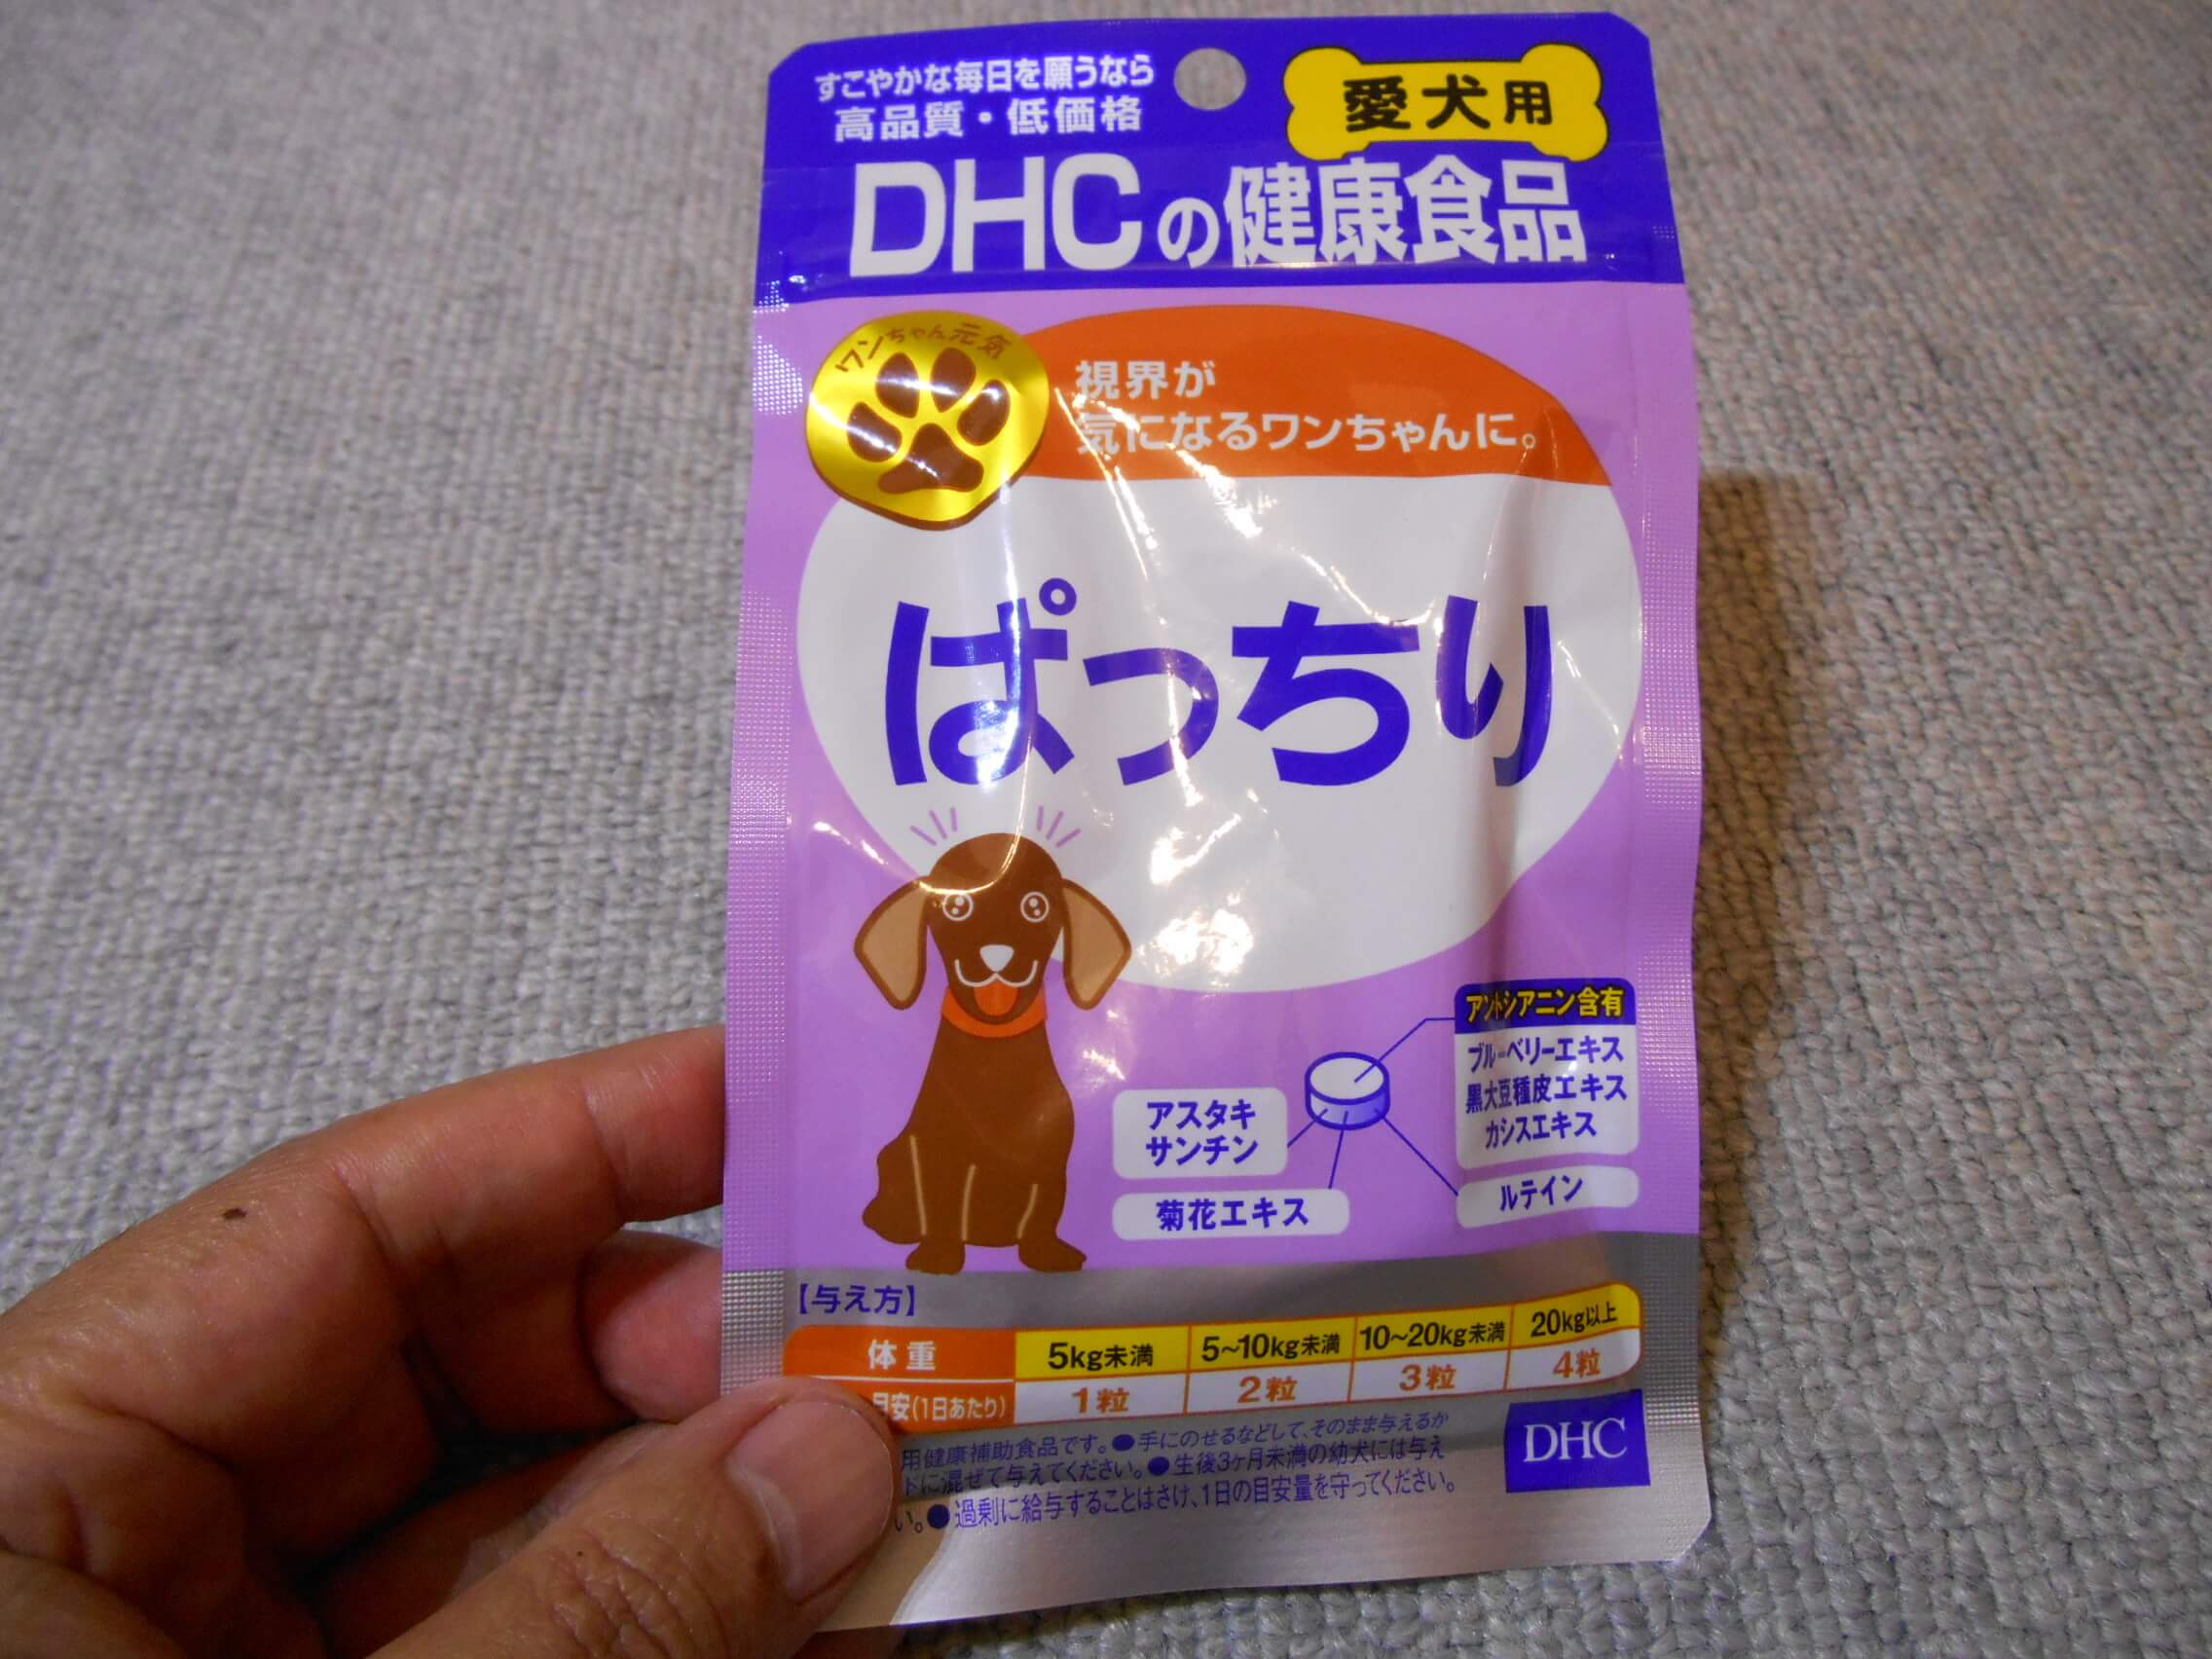 すこやかな毎日を願うなら
高品質・低価格
愛犬用
DHCの健康食品
ワンちゃん元気
視界が
気になるワンちゃんに。
ぱっちり
アントシアニン含有
ブルーベリーエキス
黒大豆種皮エキス
カシスエキス
アスタキ
サンチン
菊花エキス
ルテイン
【与え方】
体重 5kg未満 5~10kg未満 10~20kg未満 20kg以上
目安(1日あたり) 1粒 2粒 3粒 4粒
用健康補助食品です。●手にのせるなどして、そのまま与えるか
ドに混ぜて与えてください。●生後3ヶ月未満の幼犬には与え
い。●過剰に給与することはさけ、1日の目安量を守ってください。
DHC